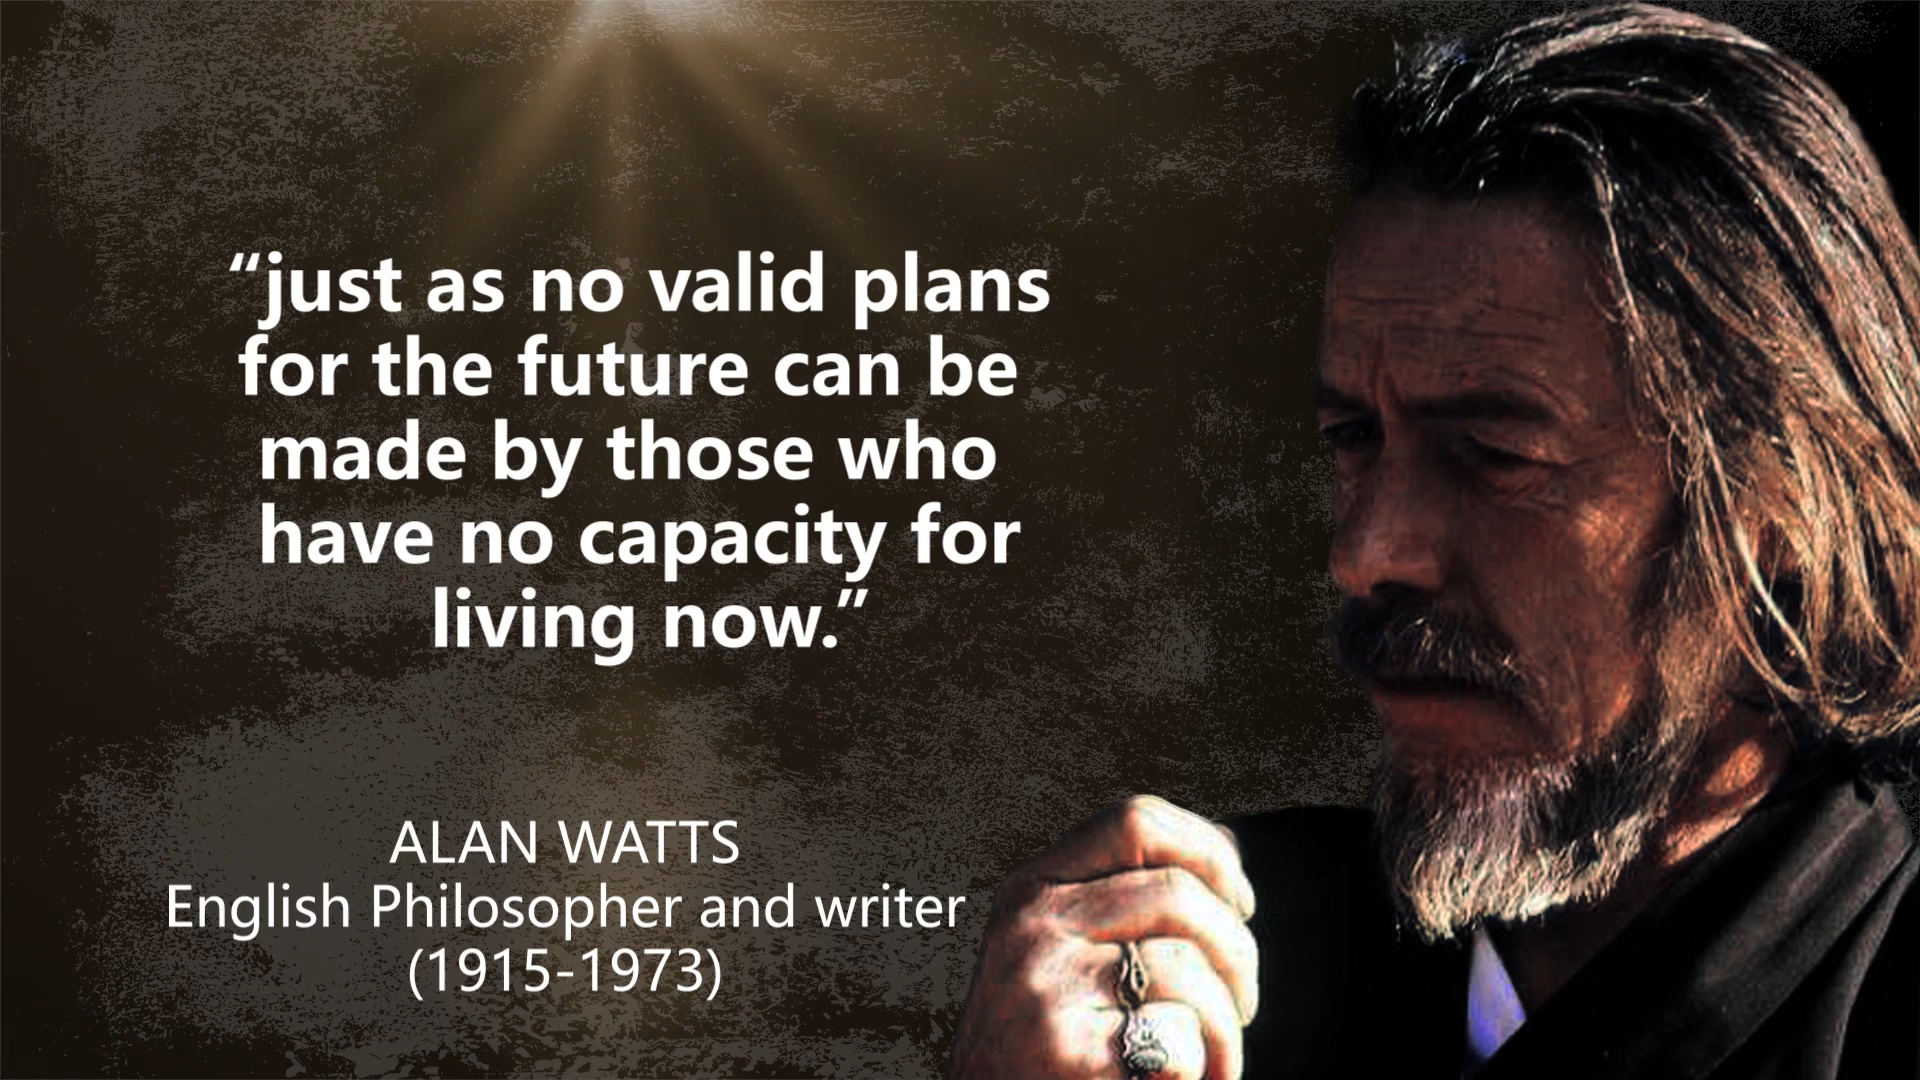 “just as no valid plans
for the future can be
made by those who
have no capacity for
living now.”
ALAN WATTS
English Philosopher and writer
(1915-1973)